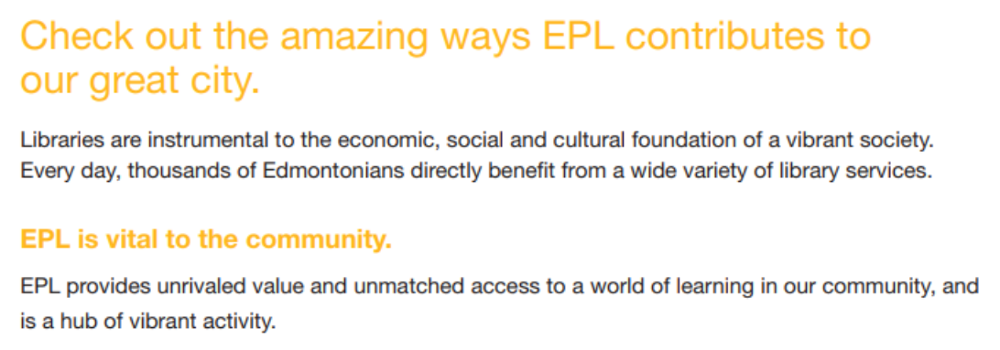 Check out the amazing ways EPL contributes to
our great city.
Libraries are instrumental to the economic, social and cultural foundation of a vibrant society.
Every day, thousands of Edmontonians directly benefit from a wide variety of library services.
EPL is vital to the community.
EPL provides unrivaled value and unmatched access to a world of learning in our community, and
is a hub of vibrant activity.